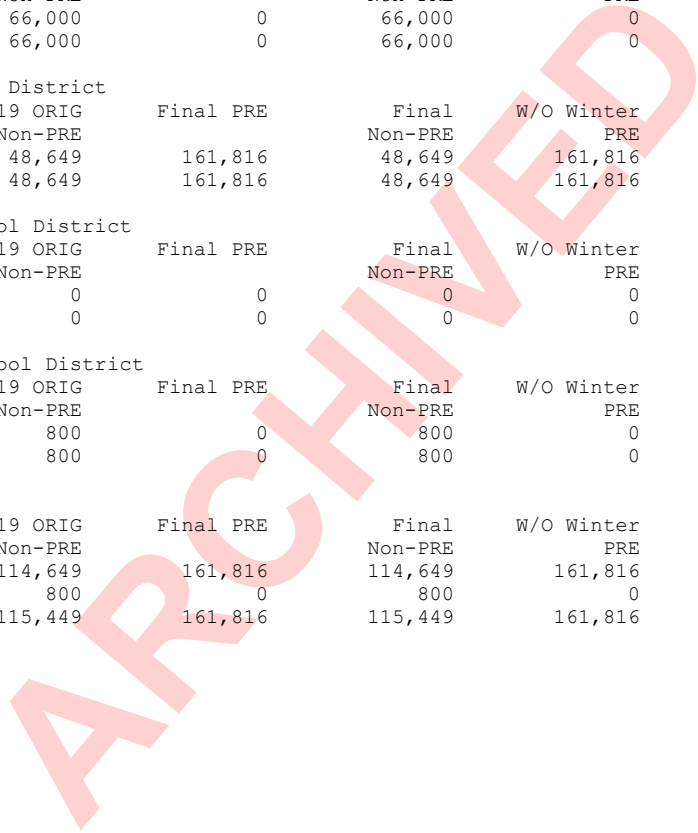 66,000 0 66,000 0
66,000 0 66,000 0
District
19 ORIG Final PRE Final W/O Winter
Non-PRE Non-PRE PRE
48,649 161,816 48,649 161,816
48,649 161,816 48,649 161,816
ol District
19 ORIG Final PRE Final W/O Winter
Non-PRE Non-PRE PRE
0 0 0 0
0 0 0 0
ool District
19 ORIG Final PRE Final W/O Winter
Non-PRE Non-PRE PRE
800 0 800 0
800 0 800 0
19 ORIG Final PRE Final W/O Winter
Non-PRE Non-PRE PRE
114,649 161,816 114,649 161,816
800 0 800 0
115,449 161,816 115,449 161,816
ARCHIVED